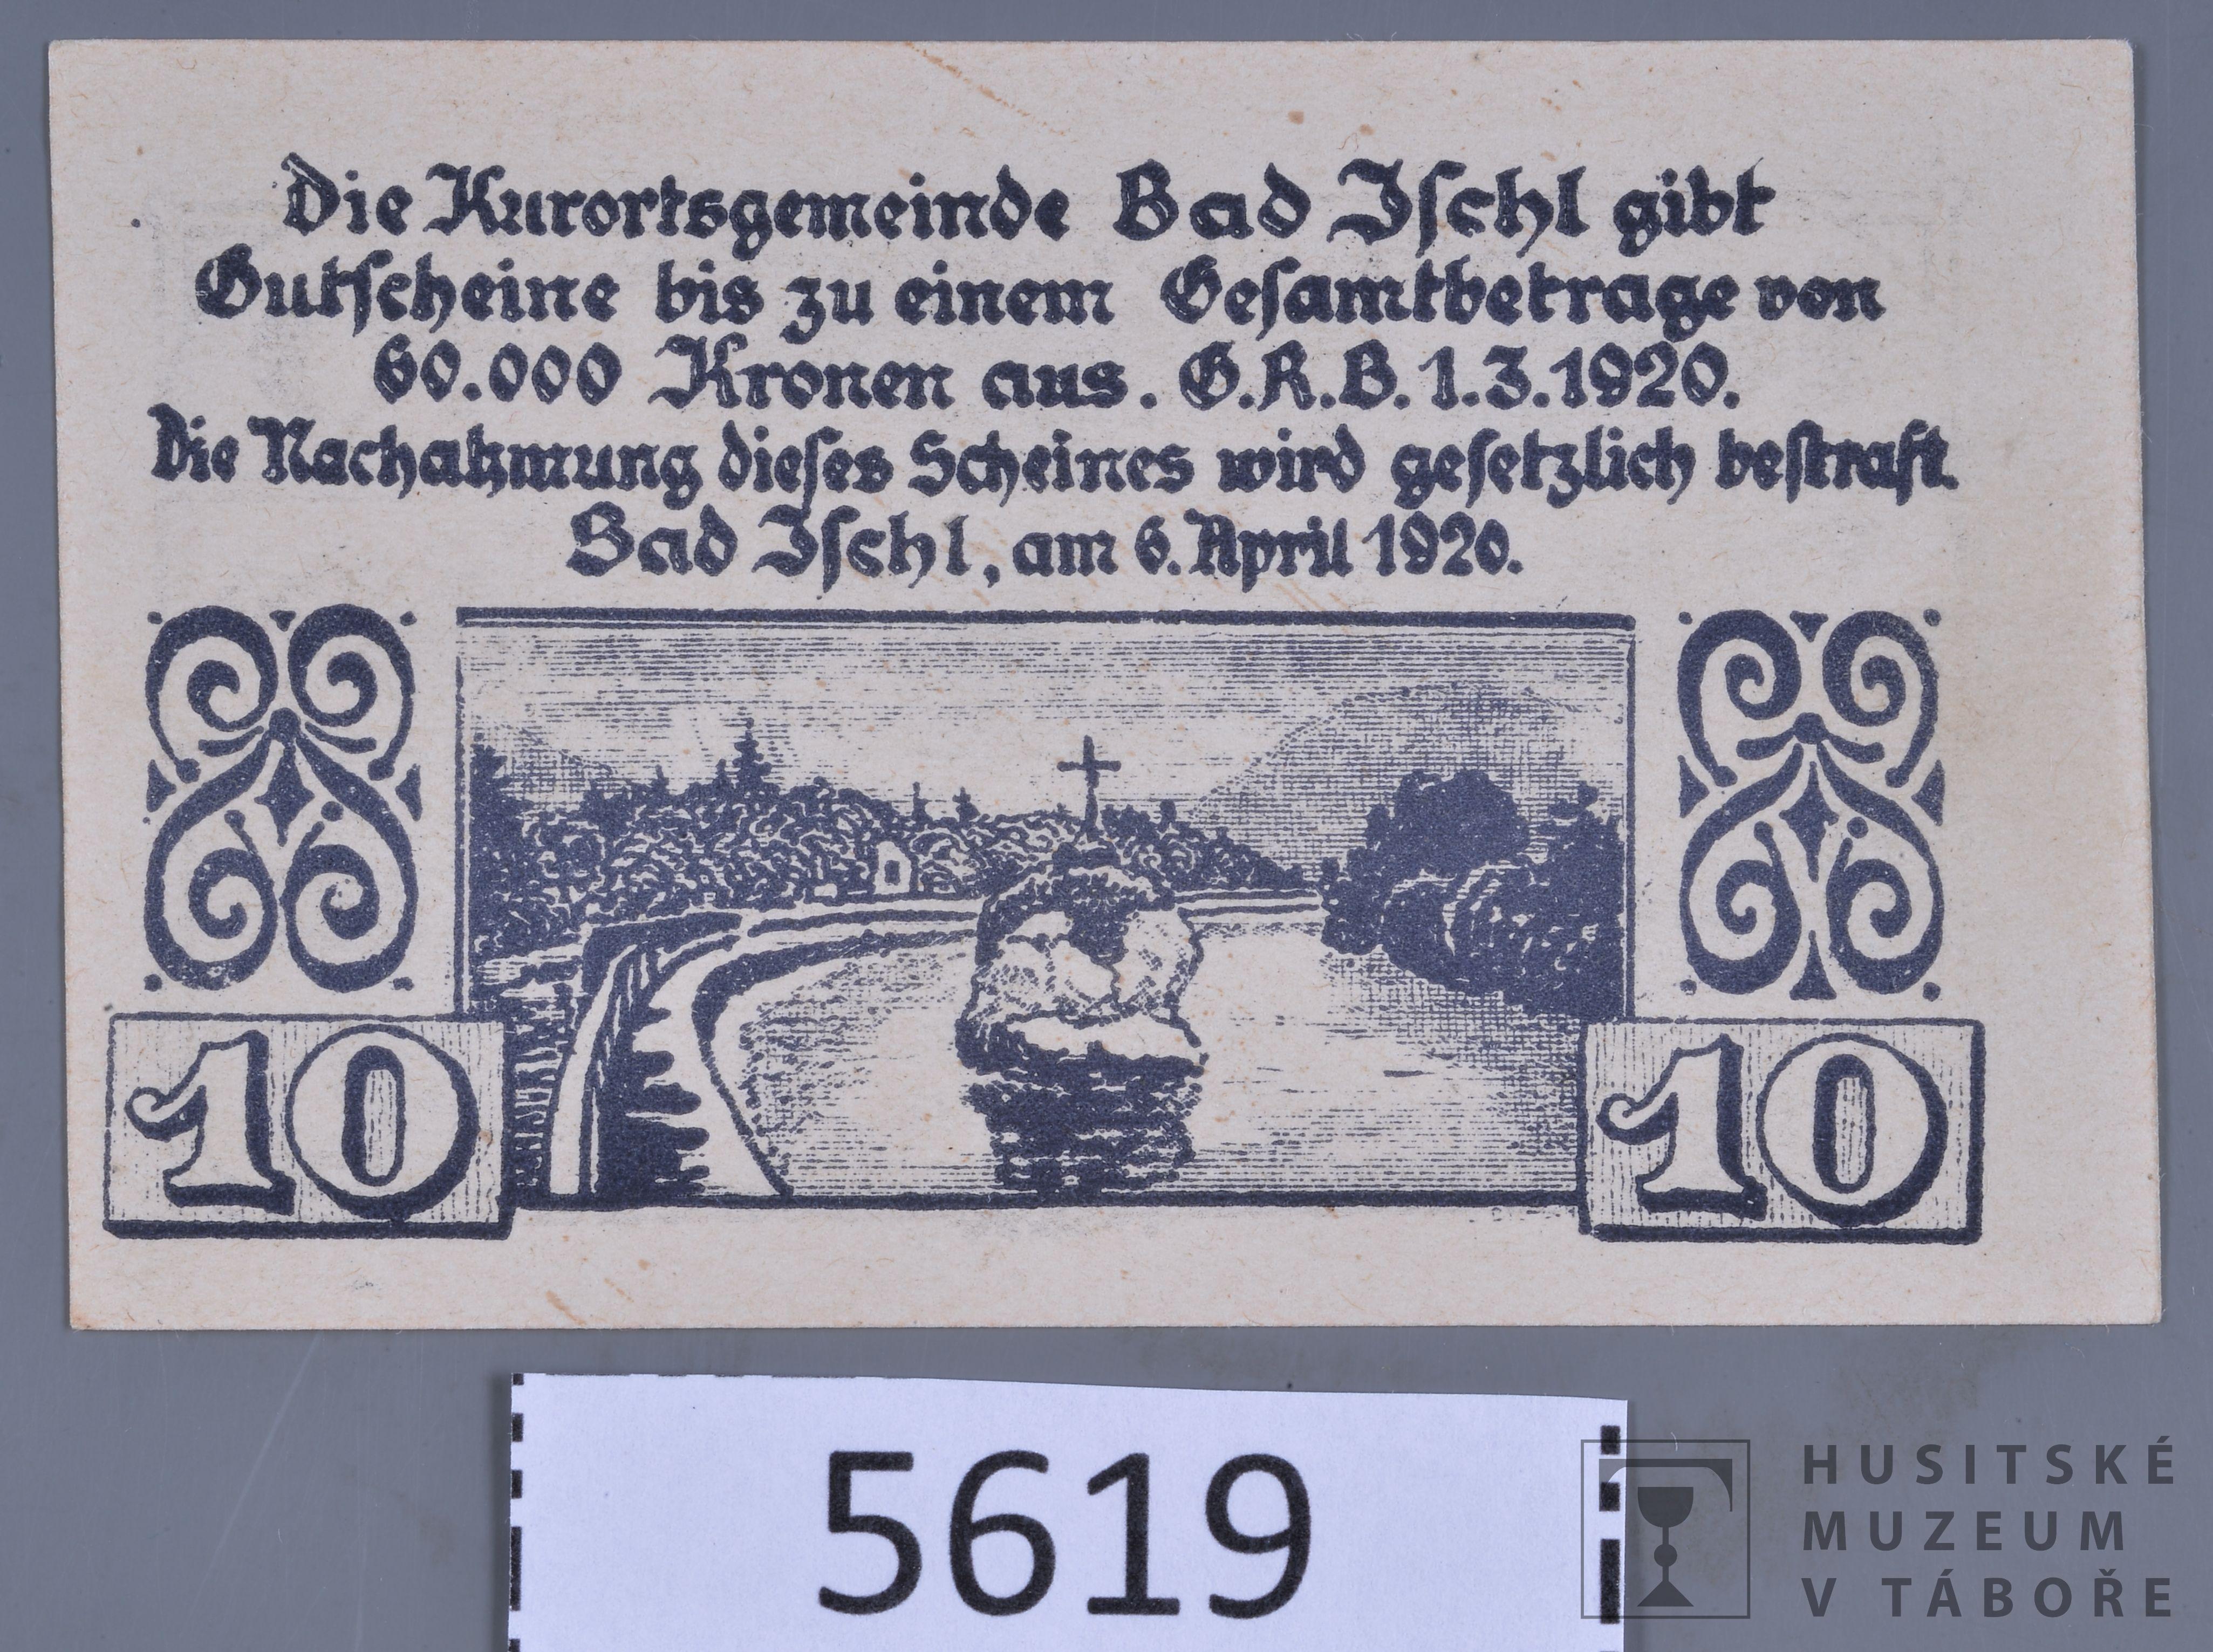 Die Kurortsgemeinde Bad Ischl gibt
Gutscheine bis zu einem Gesamtbetrage von
60.000 Kronen aus. G.R.B. 1.3.1920.
Die Nachahmung dieses Scheines wird gesetzlich bestraft.
Bad Ischl, am 6. April 1920.
10
10
5619
HUSITSKÉ
MUZEUM
V TÁBOŘE